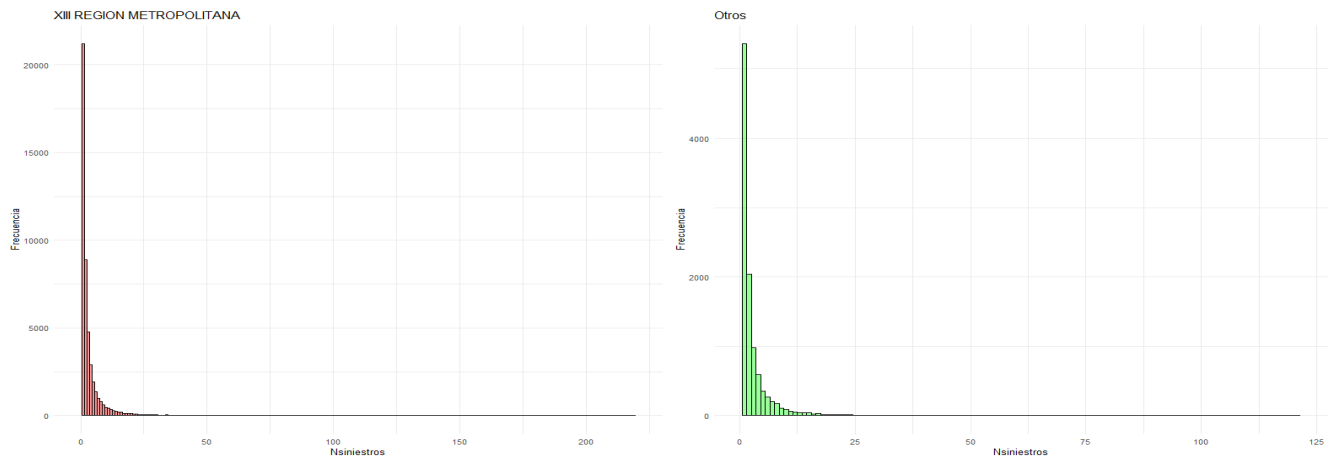 XIII REGION METROPOLITANA
Frecuencia
20000
15000
10000
5000
0
0 50 100 150 200
Nsiniestros
Otros
Frecuencia
4000
2000
0
0 25 50 75 100 125
Nsiniestros